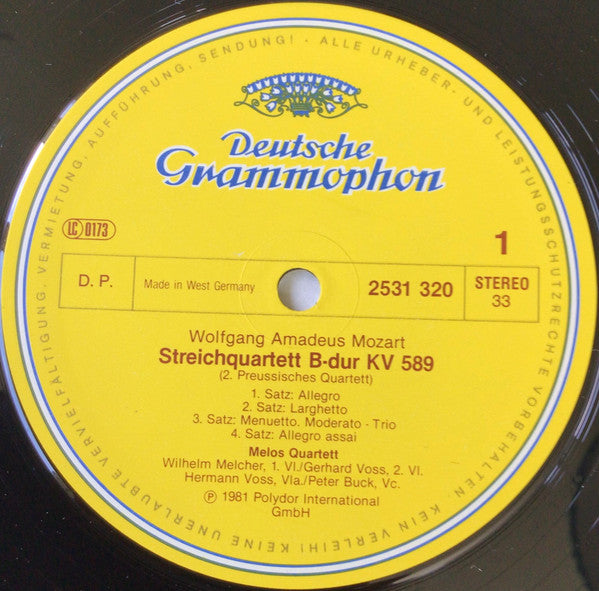 Deutsche
Grammophon
LC 0173
1
D. P.
Made in West Germany
2531 320
STEREO
33
Wolfgang Amadeus Mozart
Streichquartett B-dur KV 589
(2. Preussisches Quartett)
1. Satz: Allegro
2. Satz: Larghetto
3. Satz: Menuetto. Moderato - Trio
4. Satz: Allegro assai
Melos Quartett
Wilhelm Melcher, 1. Vl./Gerhard Voss, 2. Vl.
Hermann Voss, Vla./Peter Buck, Vc.
Ⓟ 1981 Polydor International
GmbH
ALLE URHEBER- UND LEISTUNGSSCHUTZRECHTE VORBEHALTEN · KEIN VERLEIH! KEINE UNERLAUBTE VERVIELFÄLTIGUNG, VERMIETUNG, AUFFÜHRUNG, SENDUNG! ·